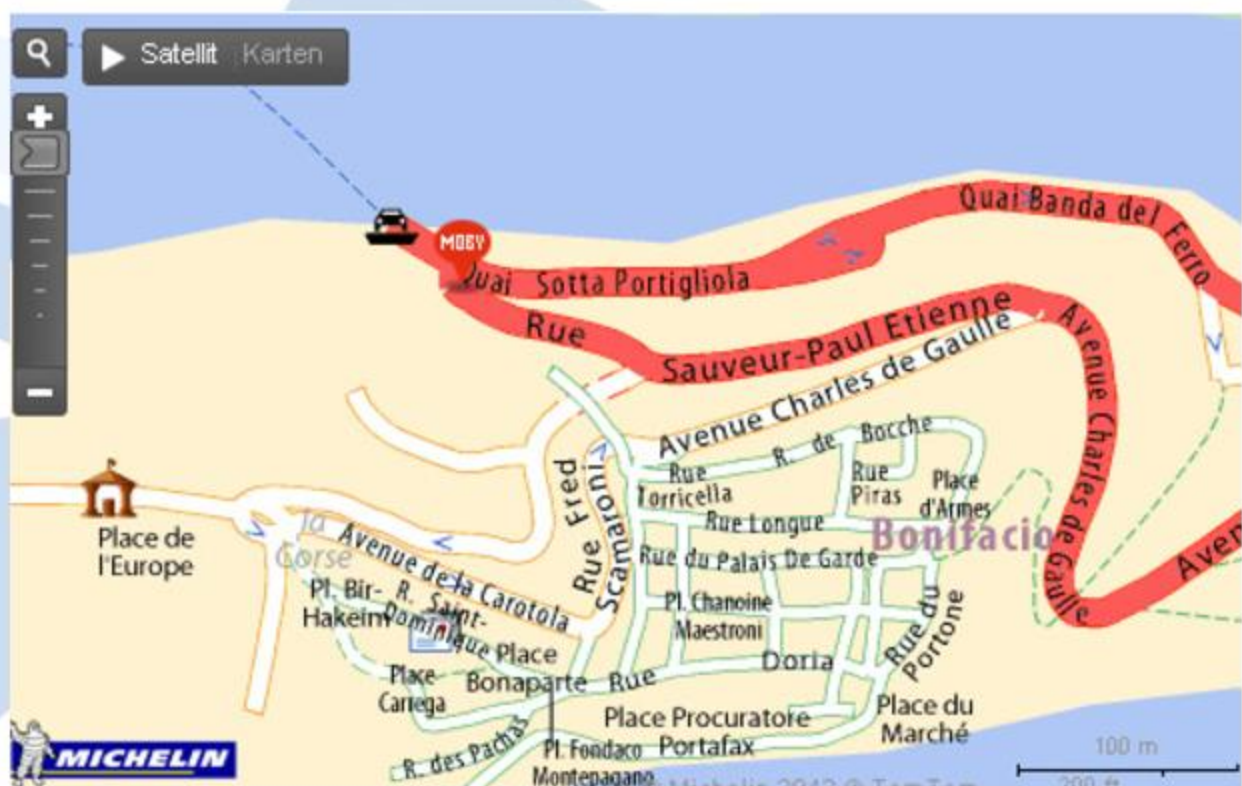 Satellit Karten
MOBY
Quai Banda del Ferro
Quai Sotta Portigliola
Rue Sauveur-Paul Etienne
Avenue Charles de Gaulle
Avenue Charles de Gaulle
R. de Bocche
Rue Torricella
Rue Piras
Place d'Armes
Rue Fred Scamaroni
Rue Longue
Bonifacio
Place de l'Europe
la Corse
Avenue de la Carotola
Rue du Palais De Garde
Aven
Pl. Bir-Hakeim
R. Saint-Dominique
Pl. Chanoine Maestroni
Rue du Portone
Place Bonaparte
Rue Doria
Place Carrega
Place Procuratore
Place du Marché
R. des Pachas
Pl. Fondaco Montepagano
Portafax
100 m
MICHELIN